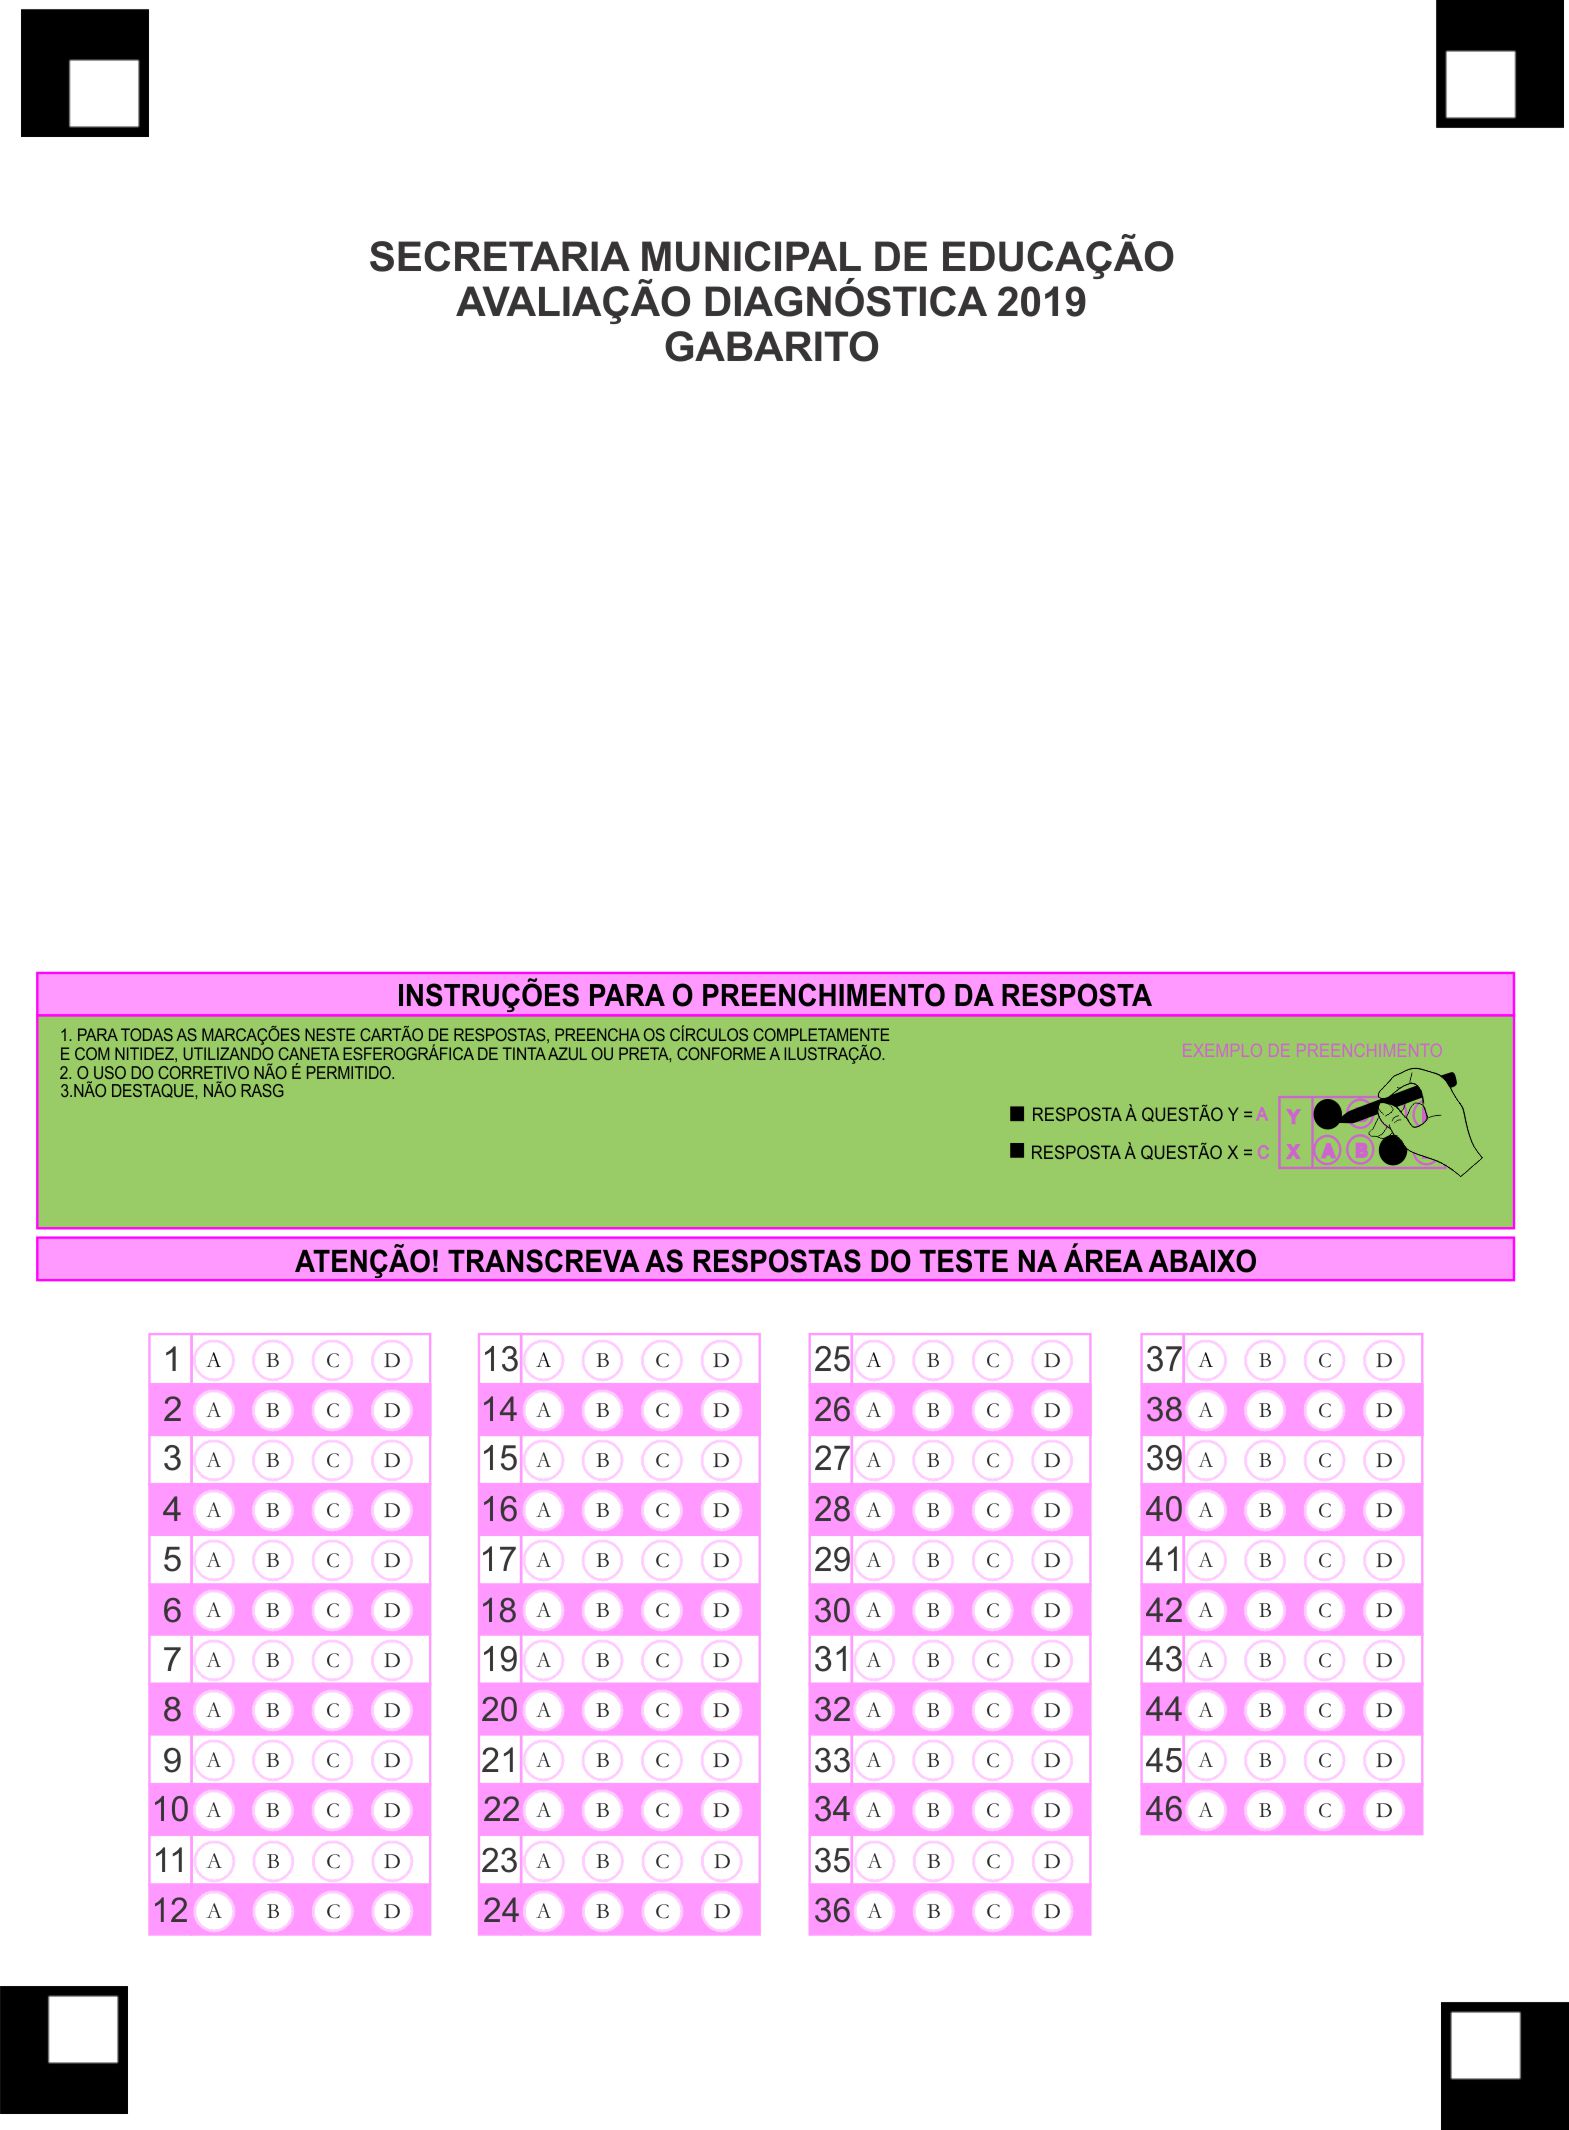 SECRETARIA MUNICIPAL DE EDUCAÇÃO
AVALIAÇÃO DIAGNÓSTICA 2019
GABARITO
INSTRUÇÕES PARA O PREENCHIMENTO DA RESPOSTA
1. PARA TODAS AS MARCAÇÕES NESTE CARTÃO DE RESPOSTAS, PREENCHA OS CÍRCULOS COMPLETAMENTE
E COM NITIDEZ, UTILIZANDO CANETA ESFEROGRÁFICA DE TINTA AZUL OU PRETA, CONFORME A ILUSTRAÇÃO.
2. O USO DO CORRETIVO NÃO É PERMITIDO.
3.NÃO DESTAQUE, NÃO RASG
EXEMPLO DE PREENCHIMENTO
RESPOSTA À QUESTÃO Y = A
Y
RESPOSTA À QUESTÃO X = C
X A B
ATENÇÃO! TRANSCREVA AS RESPOSTAS DO TESTE NA ÁREA ABAIXO
1 A B C D
2 A B C D
3 A B C D
4 A B C D
5 A B C D
6 A B C D
7 A B C D
8 A B C D
9 A B C D
10 A B C D
11 A B C D
12 A B C D
13 A B C D
14 A B C D
15 A B C D
16 A B C D
17 A B C D
18 A B C D
19 A B C D
20 A B C D
21 A B C D
22 A B C D
23 A B C D
24 A B C D
25 A B C D
26 A B C D
27 A B C D
28 A B C D
29 A B C D
30 A B C D
31 A B C D
32 A B C D
33 A B C D
34 A B C D
35 A B C D
36 A B C D
37 A B C D
38 A B C D
39 A B C D
40 A B C D
41 A B C D
42 A B C D
43 A B C D
44 A B C D
45 A B C D
46 A B C D